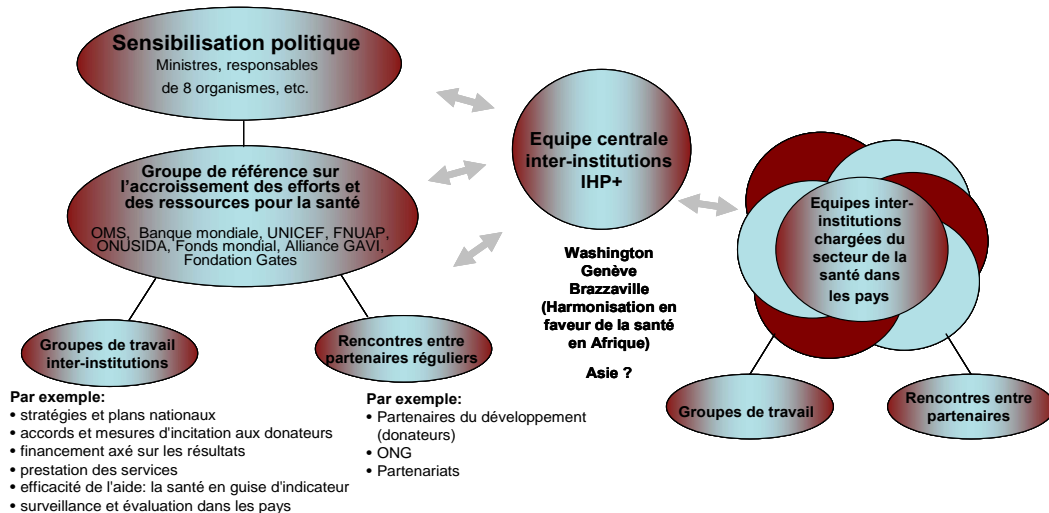 Sensibilisation politique
Ministres, responsables
de 8 organismes, etc.
Groupe de référence sur
l'accroissement des efforts et
des ressources pour la santé
OMS, Banque mondiale, UNICEF, FNUAP,
ONUSIDA, Fonds mondial, Alliance GAVI,
Fondation Gates
Groupes de travail
inter-institutions
Rencontres entre
partenaires réguliers
Par exemple:
• stratégies et plans nationaux
• accords et mesures d'incitation aux donateurs
• financement axé sur les résultats
• prestation des services
• efficacité de l'aide: la santé en guise d'indicateur
• surveillance et évaluation dans les pays
Par exemple:
• Partenaires du développement
(donateurs)
• ONG
• Partenariats
Equipe centrale
inter-institutions
IHP+
Washington
Genève
Brazzaville
(Harmonisation en
faveur de la santé
en Afrique)
Asie ?
Equipes inter-
institutions
chargées du
secteur de la
santé dans
les pays
Groupes de travail
Rencontres entre
partenaires